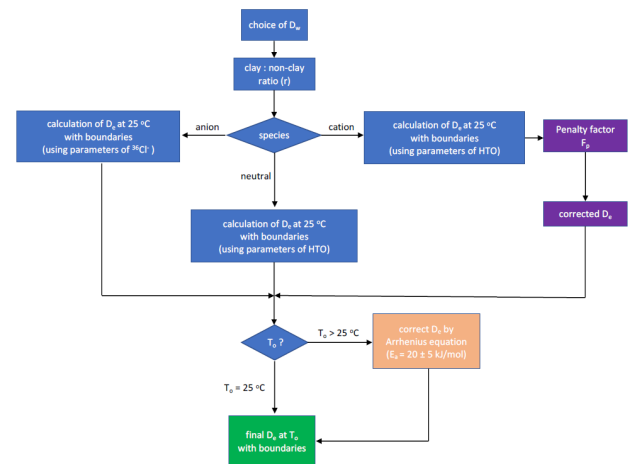 choice of Dw
clay : non-clay
ratio (r)
calculation of De at 25 °C
with boundaries
(using parameters of ³⁶Cl⁻ )
anion
species
cation
calculation of De at 25 °C
with boundaries
(using parameters of HTO)
Penalty factor
Fp
neutral
calculation of De at 25 °C
with boundaries
(using parameters of HTO)
corrected De
To ?
To > 25 °C
correct De by
Arrhenius equation
(Ea = 20 ± 5 kJ/mol)
To = 25 °C
final De at To
with boundaries